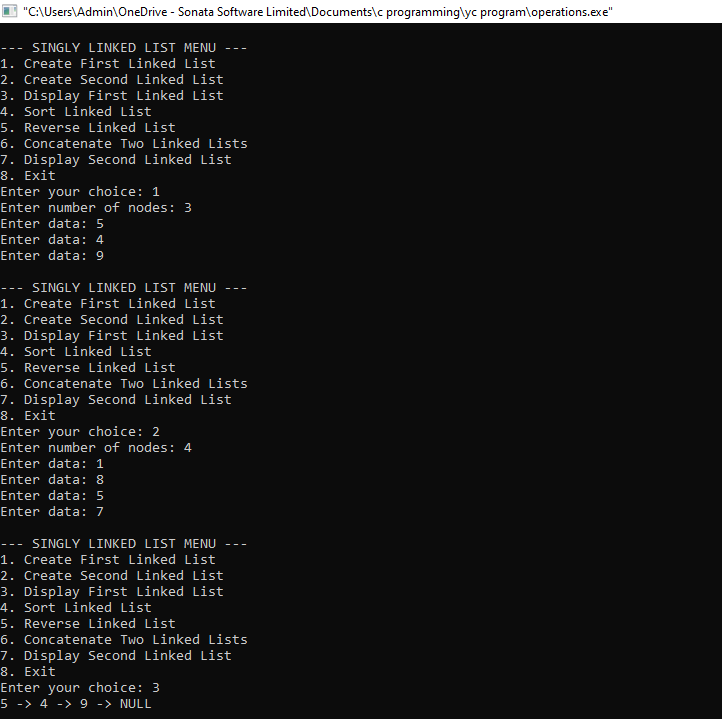 "C:\Users\Admin\OneDrive - Sonata Software Limited\Documents\c programming\yc program\operations.exe"
--- SINGLY LINKED LIST MENU ---
1. Create First Linked List
2. Create Second Linked List
3. Display First Linked List
4. Sort Linked List
5. Reverse Linked List
6. Concatenate Two Linked Lists
7. Display Second Linked List
8. Exit
Enter your choice: 1
Enter number of nodes: 3
Enter data: 5
Enter data: 4
Enter data: 9
--- SINGLY LINKED LIST MENU ---
1. Create First Linked List
2. Create Second Linked List
3. Display First Linked List
4. Sort Linked List
5. Reverse Linked List
6. Concatenate Two Linked Lists
7. Display Second Linked List
8. Exit
Enter your choice: 2
Enter number of nodes: 4
Enter data: 1
Enter data: 8
Enter data: 5
Enter data: 7
--- SINGLY LINKED LIST MENU ---
1. Create First Linked List
2. Create Second Linked List
3. Display First Linked List
4. Sort Linked List
5. Reverse Linked List
6. Concatenate Two Linked Lists
7. Display Second Linked List
8. Exit
Enter your choice: 3
5 -> 4 -> 9 -> NULL